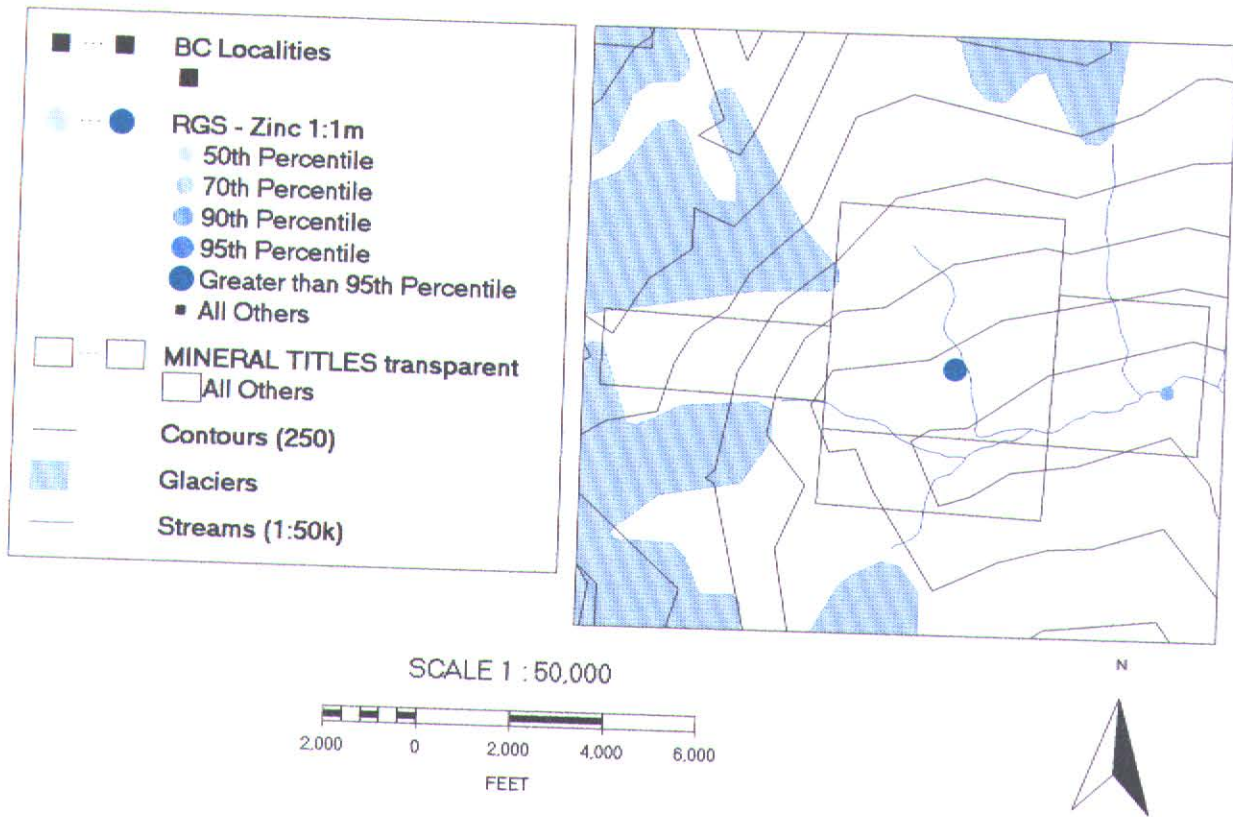 BC Localities
RGS - Zinc 1:1m
50th Percentile
70th Percentile
90th Percentile
95th Percentile
Greater than 95th Percentile
All Others
MINERAL TITLES transparent
All Others
Contours (250)
Glaciers
Streams (1:50k)
SCALE 1 : 50,000
2,000 0 2,000 4,000 6,000
FEET
N